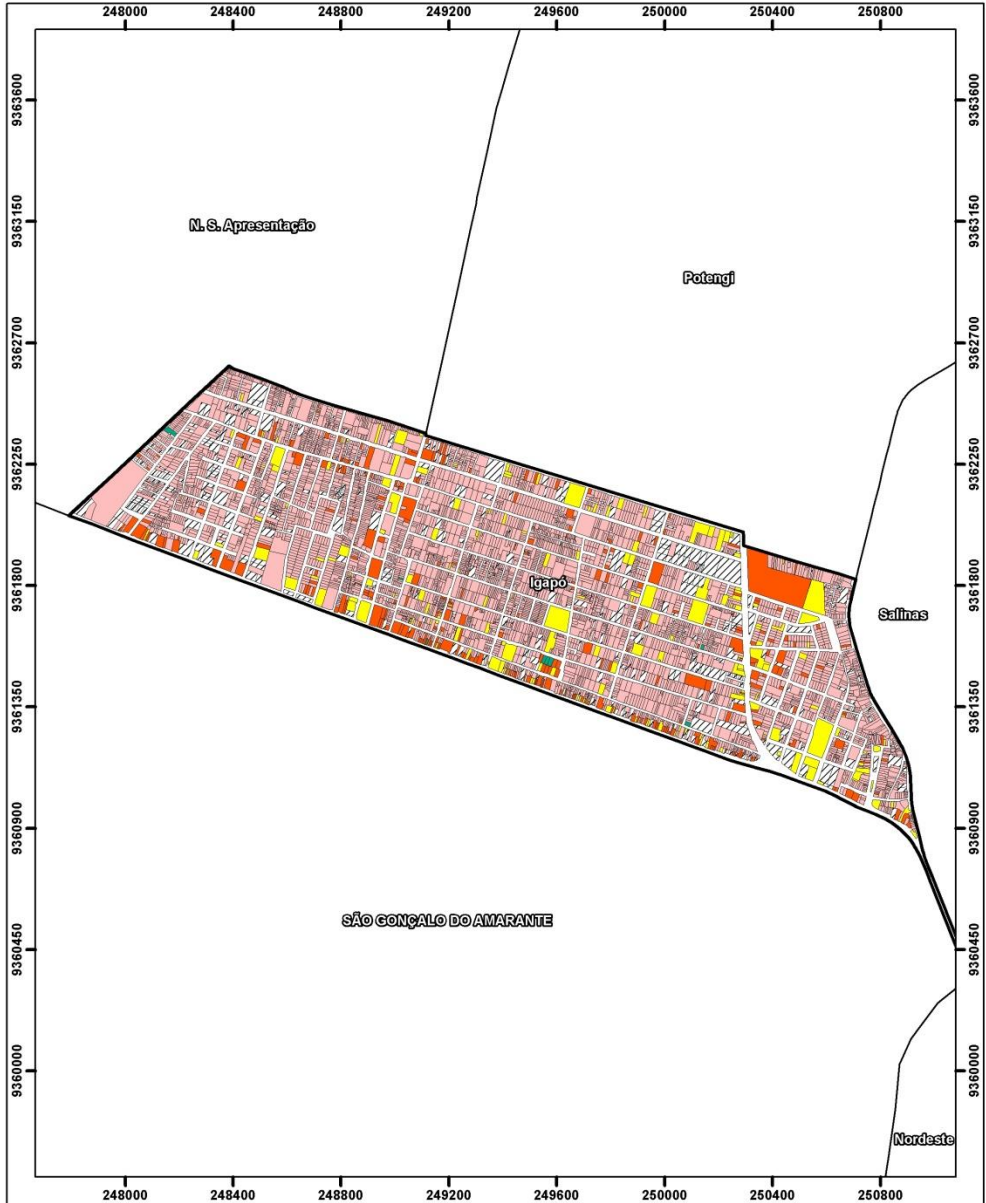 248000 248400 248800 249200 249600 250000 250400 250800
9363600 9363600
9363150 9363150
N. S. Apresentação
Potengi
9362700 9362700
9362250 9362250
9361800 9361800
Igapó
Salinas
9361350 9361350
9360900 9360900
SÃO GONÇALO DO AMARANTE
9360450 9360450
9360000 9360000
Nordeste
248000 248400 248800 249200 249600 250000 250400 250800